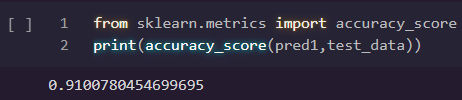 [ ] 1 from sklearn.metrics import accuracy_score
2 print(accuracy_score(pred1,test_data))
0.9100780454699695